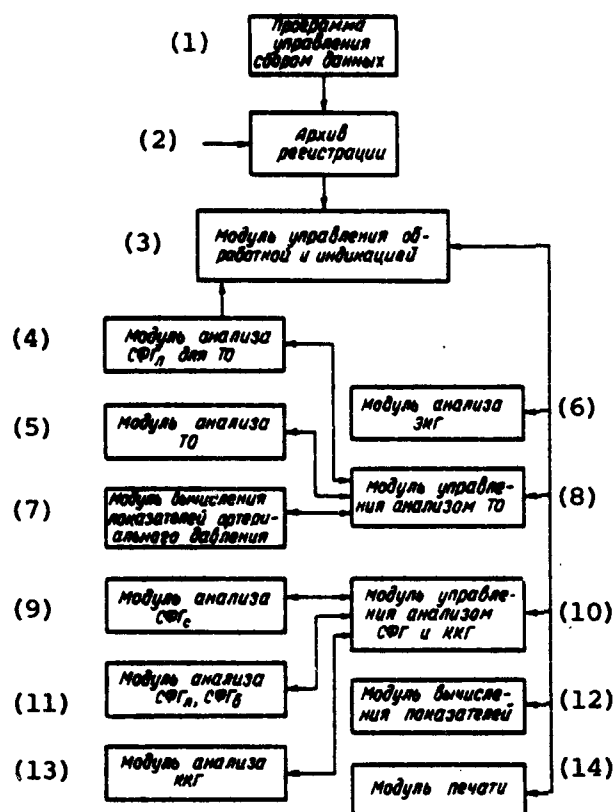 (1)
Программа
управления
сбором данных
(2)
Архив
регистрации
(3)
Модуль управления об-
работкой и индикацией
(4)
Модуль анализа
СФГл для ТО
(5)
Модуль анализа
ТО
Модуль анализа
ЭКГ
(6)
(7)
Модуль вычисления
показателей артери-
ального давления
Модуль управле-
ния анализом ТО
(8)
(9)
Модуль анализа
СФГс
Модуль управле-
ния анализом
СФГ и ККГ
(10)
(11)
Модуль анализа
СФГл, СФГб
Модуль вычисле-
ния показателей
(12)
(13)
Модуль анализа
ККГ
Модуль печати
(14)